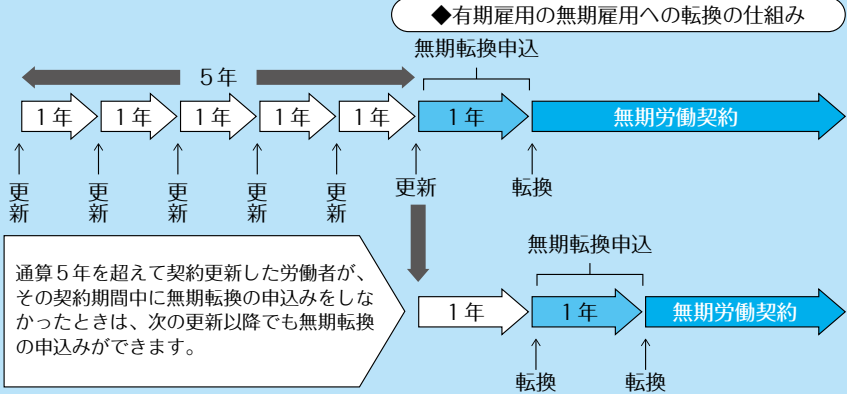 ◆有期雇用の無期雇用への転換の仕組み
無期転換申込
5年
1年 1年 1年 1年 1年 1年 無期労働契約
更新 更新 更新 更新 更新 更新 転換
無期転換申込
通算５年を超えて契約更新した労働者が、
その契約期間中に無期転換の申込みをしな
かったときは、次の更新以降でも無期転換
の申込みができます。
1年 1年 無期労働契約
転換 転換